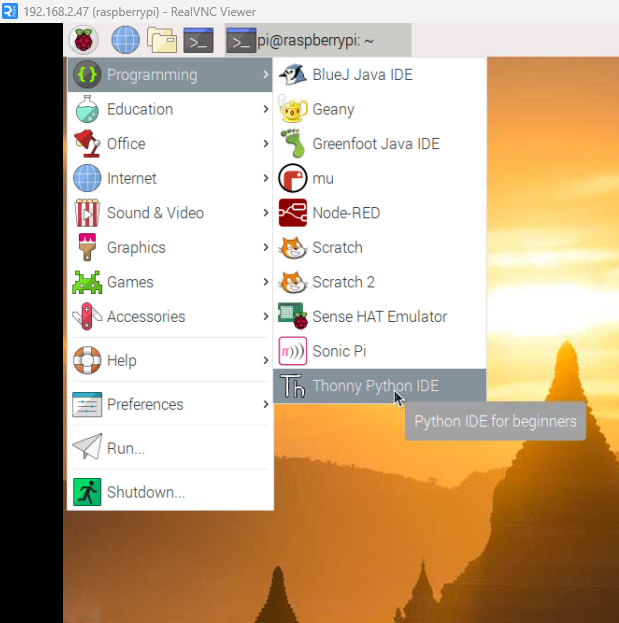 192.168.2.47 (raspberrypi) - RealVNC Viewer
pi@raspberrypi: ~
Programming
Education
Office
Internet
Sound & Video
Graphics
Games
Accessories
Help
Preferences
Run...
Shutdown...
BlueJ Java IDE
Geany
Greenfoot Java IDE
mu
Node-RED
Scratch
Scratch 2
Sense HAT Emulator
Sonic Pi
Th Thonny Python IDE
Python IDE for beginners